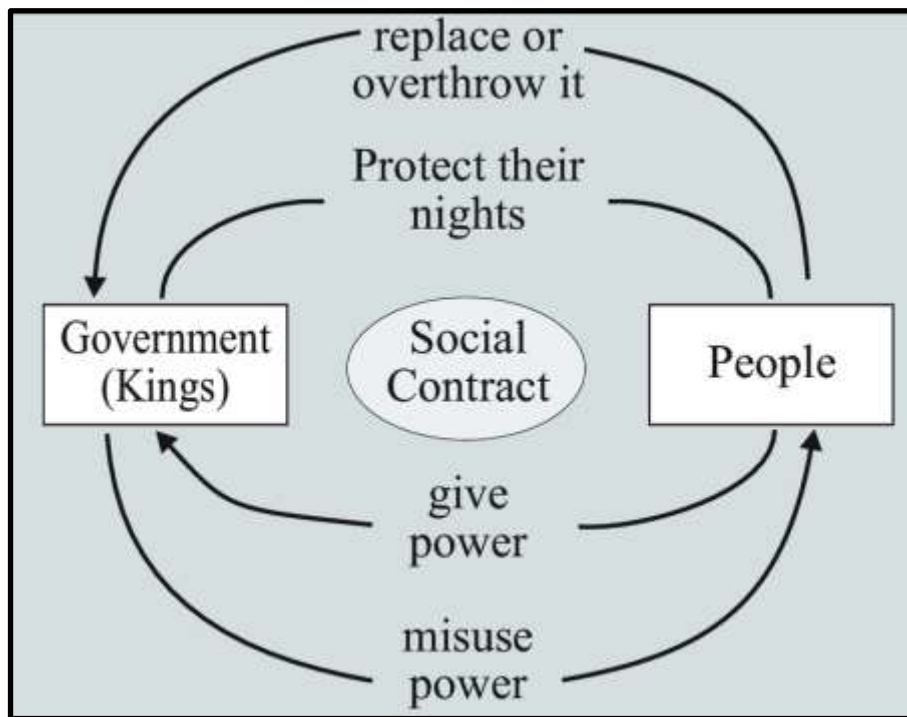 replace or
overthrow it
Protect their
nights
Government
(Kings)
Social
Contract
People
give
power
misuse
power